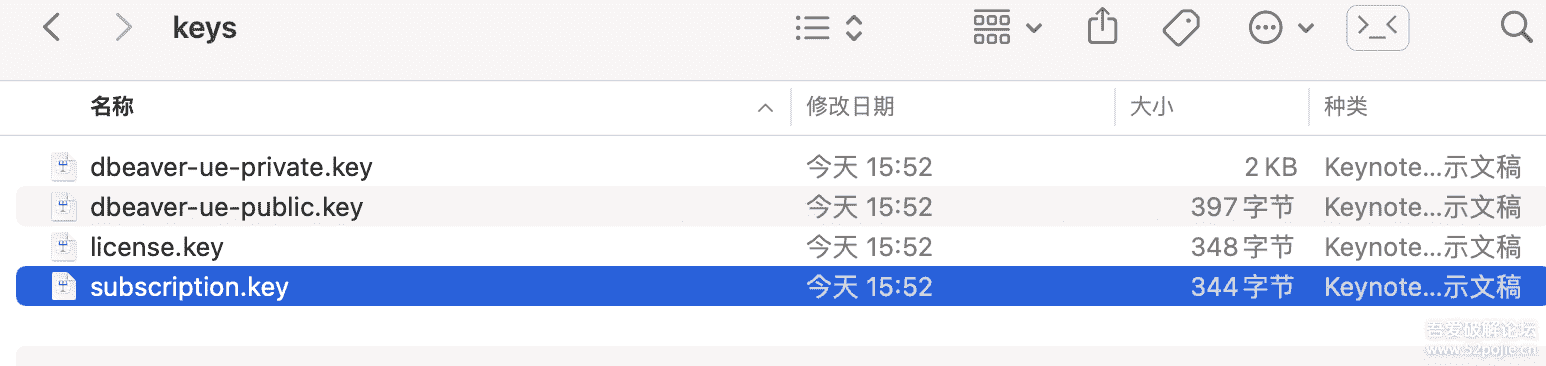 keys
名称 修改日期 大小 种类
dbeaver-ue-private.key 今天 15:52 2 KB Keynote...示文稿
dbeaver-ue-public.key 今天 15:52 397 字节 Keynote...示文稿
license.key 今天 15:52 348 字节 Keynote...示文稿
subscription.key 今天 15:52 344 字节 Keynote...示文稿
吾爱破解论坛
www.52pojie.cn